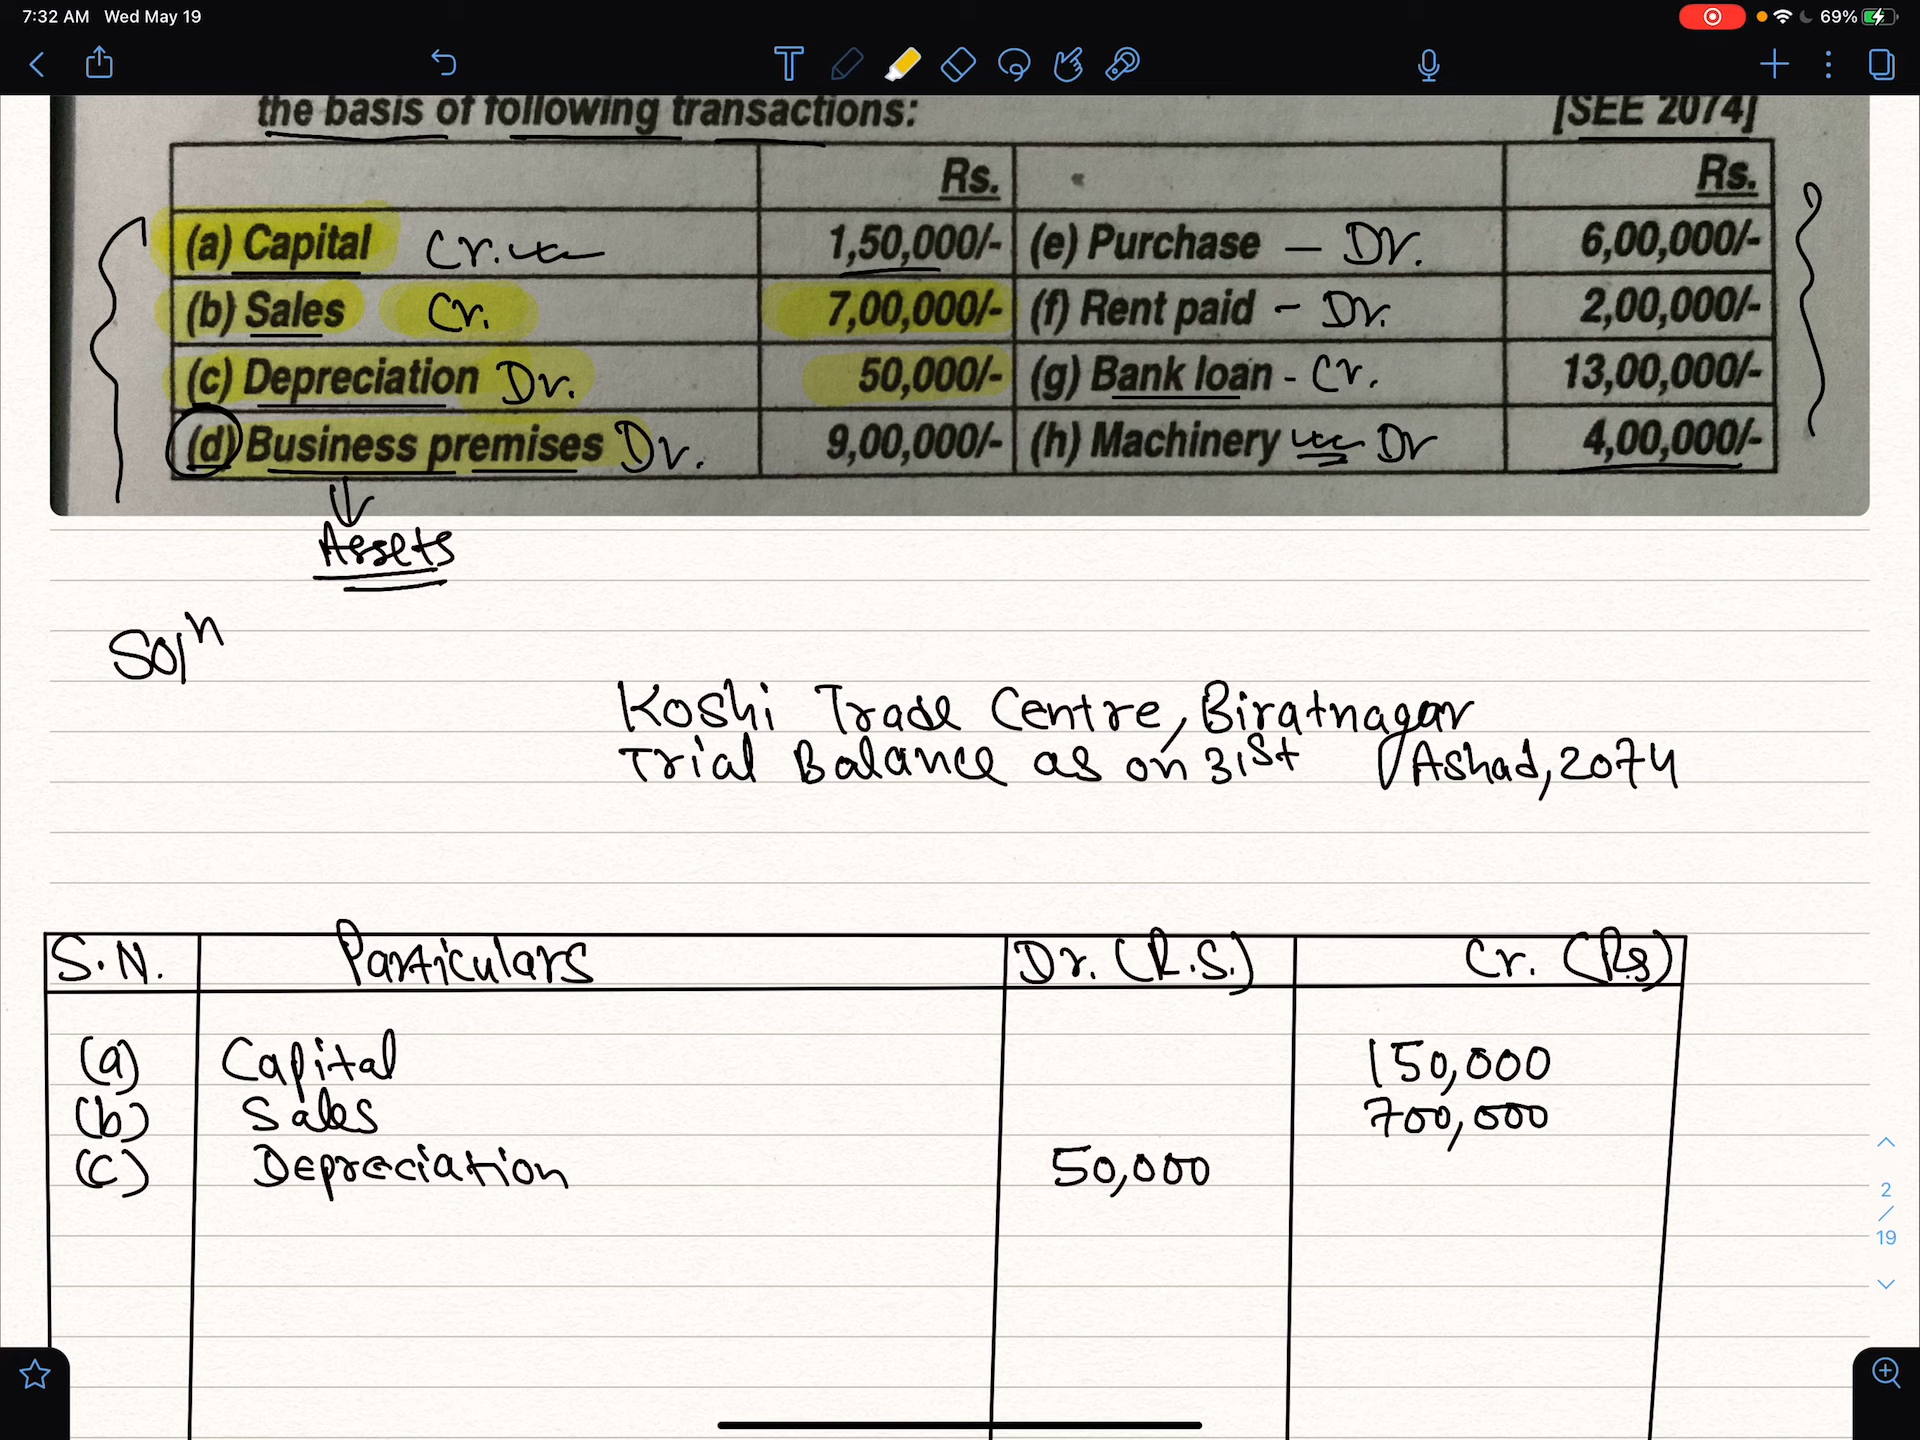 7:32 AM Wed May 19
69%
the basis of following transactions: [SEE 2074]
Rs. Rs.
(a) Capital Cr. 1,50,000/- (e) Purchase - Dr. 6,00,000/-
(b) Sales Cr. 7,00,000/- (f) Rent paid - Dr. 2,00,000/-
(c) Depreciation Dr. 50,000/- (g) Bank loan - Cr. 13,00,000/-
(d) Business premises Dr. 9,00,000/- (h) Machinery Dr 4,00,000/-
Assets
Solⁿ
Koshi Trade Centre, Biratnagar
Trial Balance as on 31st Ashad, 2074
S.N. Particulars Dr. (R.S.) Cr. (Rs)
(a) Capital 150,000
(b) Sales 700,000
(c) Depreciation 50,000
2
/
19